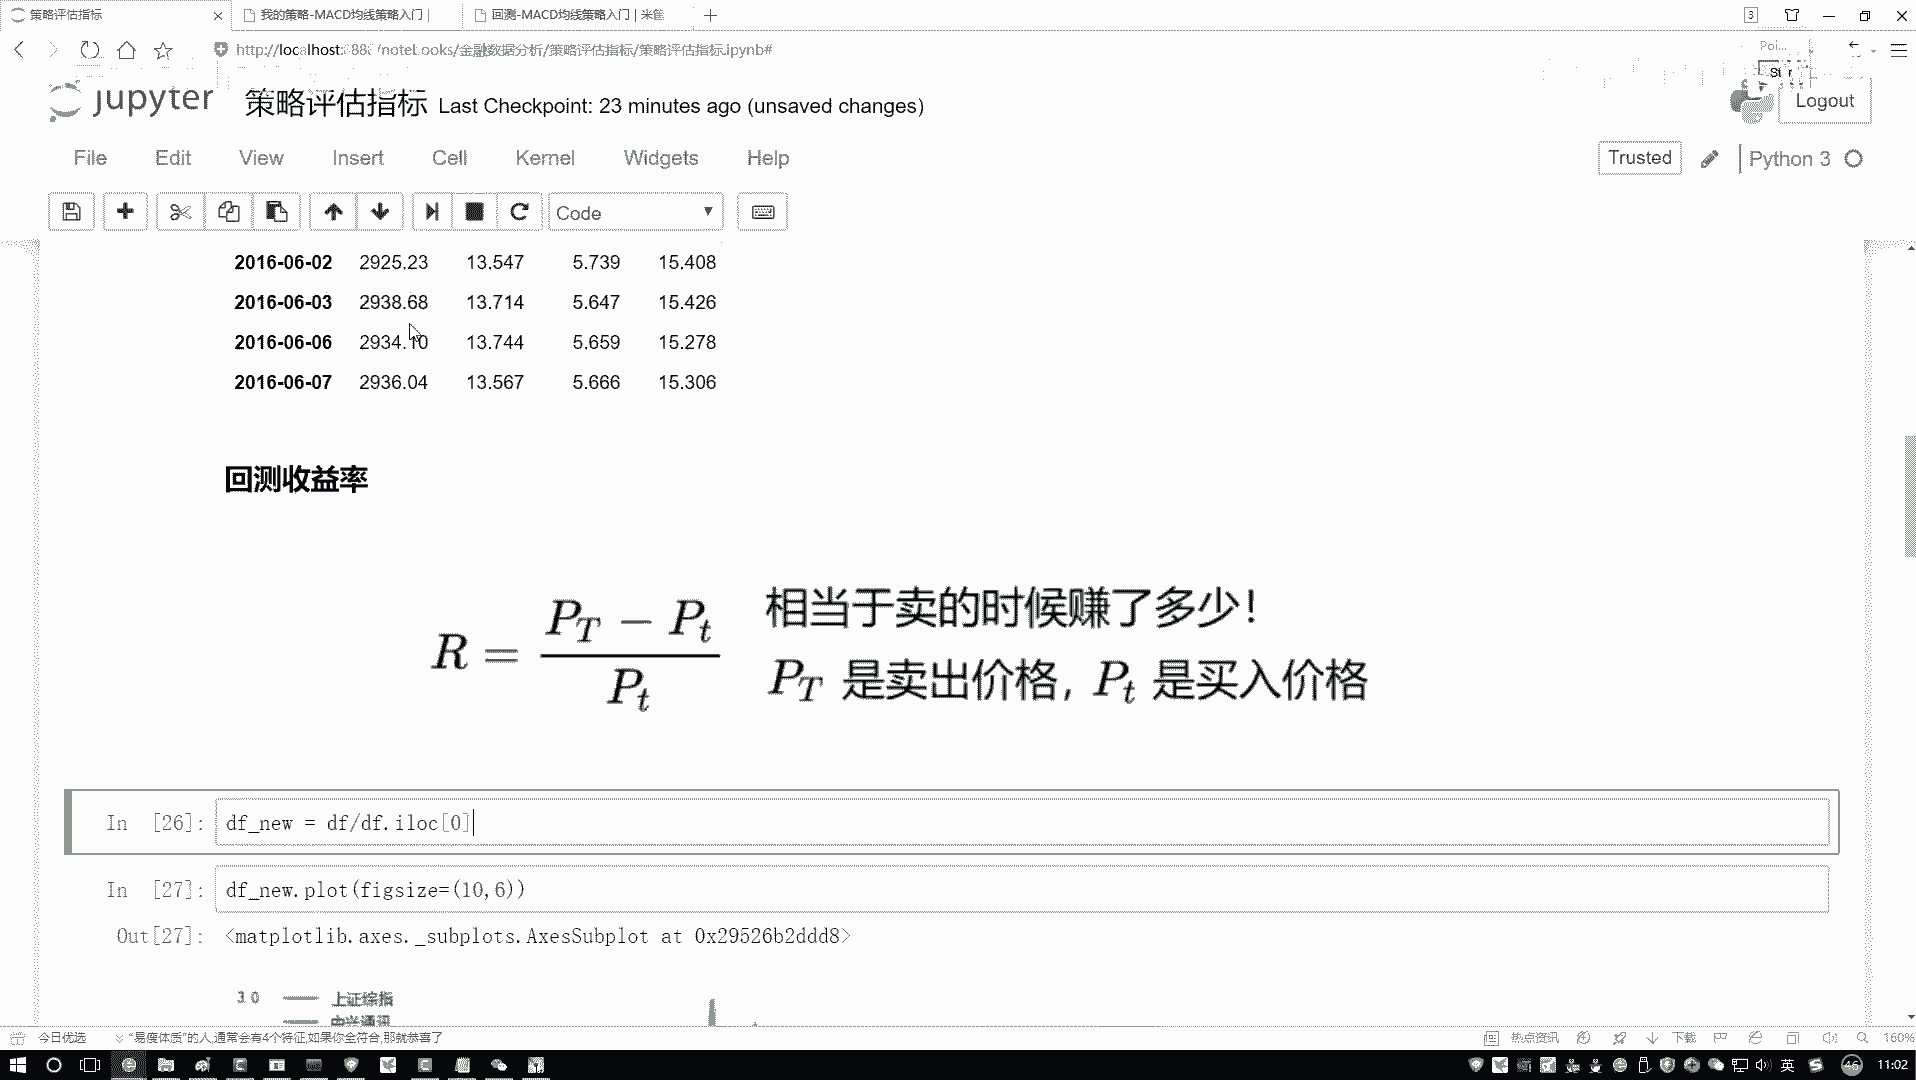 策略评估指标
我的策略-MACD均线策略入门 |
回测-MACD均线策略入门 | 米筐
3
/金融数据分析/策略评估指标/策略评估指标.ipynb#
Poi...
jupyter 策略评估指标 Last Checkpoint: 23 minutes ago (unsaved changes)
Logout
File Edit View Insert Cell Kernel Widgets Help
Trusted Python 3
Code
2016-06-02 2925.23 13.547 5.739 15.408
2016-06-03 2938.68 13.714 5.647 15.426
2016-06-06 2934.10 13.744 5.659 15.278
2016-06-07 2936.04 13.567 5.666 15.306
回测收益率
R = (P_T − P_t) / P_t
相当于卖的时候赚了多少！
P_T 是卖出价格，P_t 是买入价格
In [26]: df_new = df/df.iloc[0]
In [27]: df_new.plot(figsize=(10,6))
Out[27]: <matplotlib.axes._subplots.AxesSubplot at 0x29526b2ddd8>
3.0 上证综指
中兴通讯
今日优选 “易瘦体质”的人,通常会有4个特征,如果你全符合,那就恭喜了
热点资讯 下载 160%
英 46 11:02